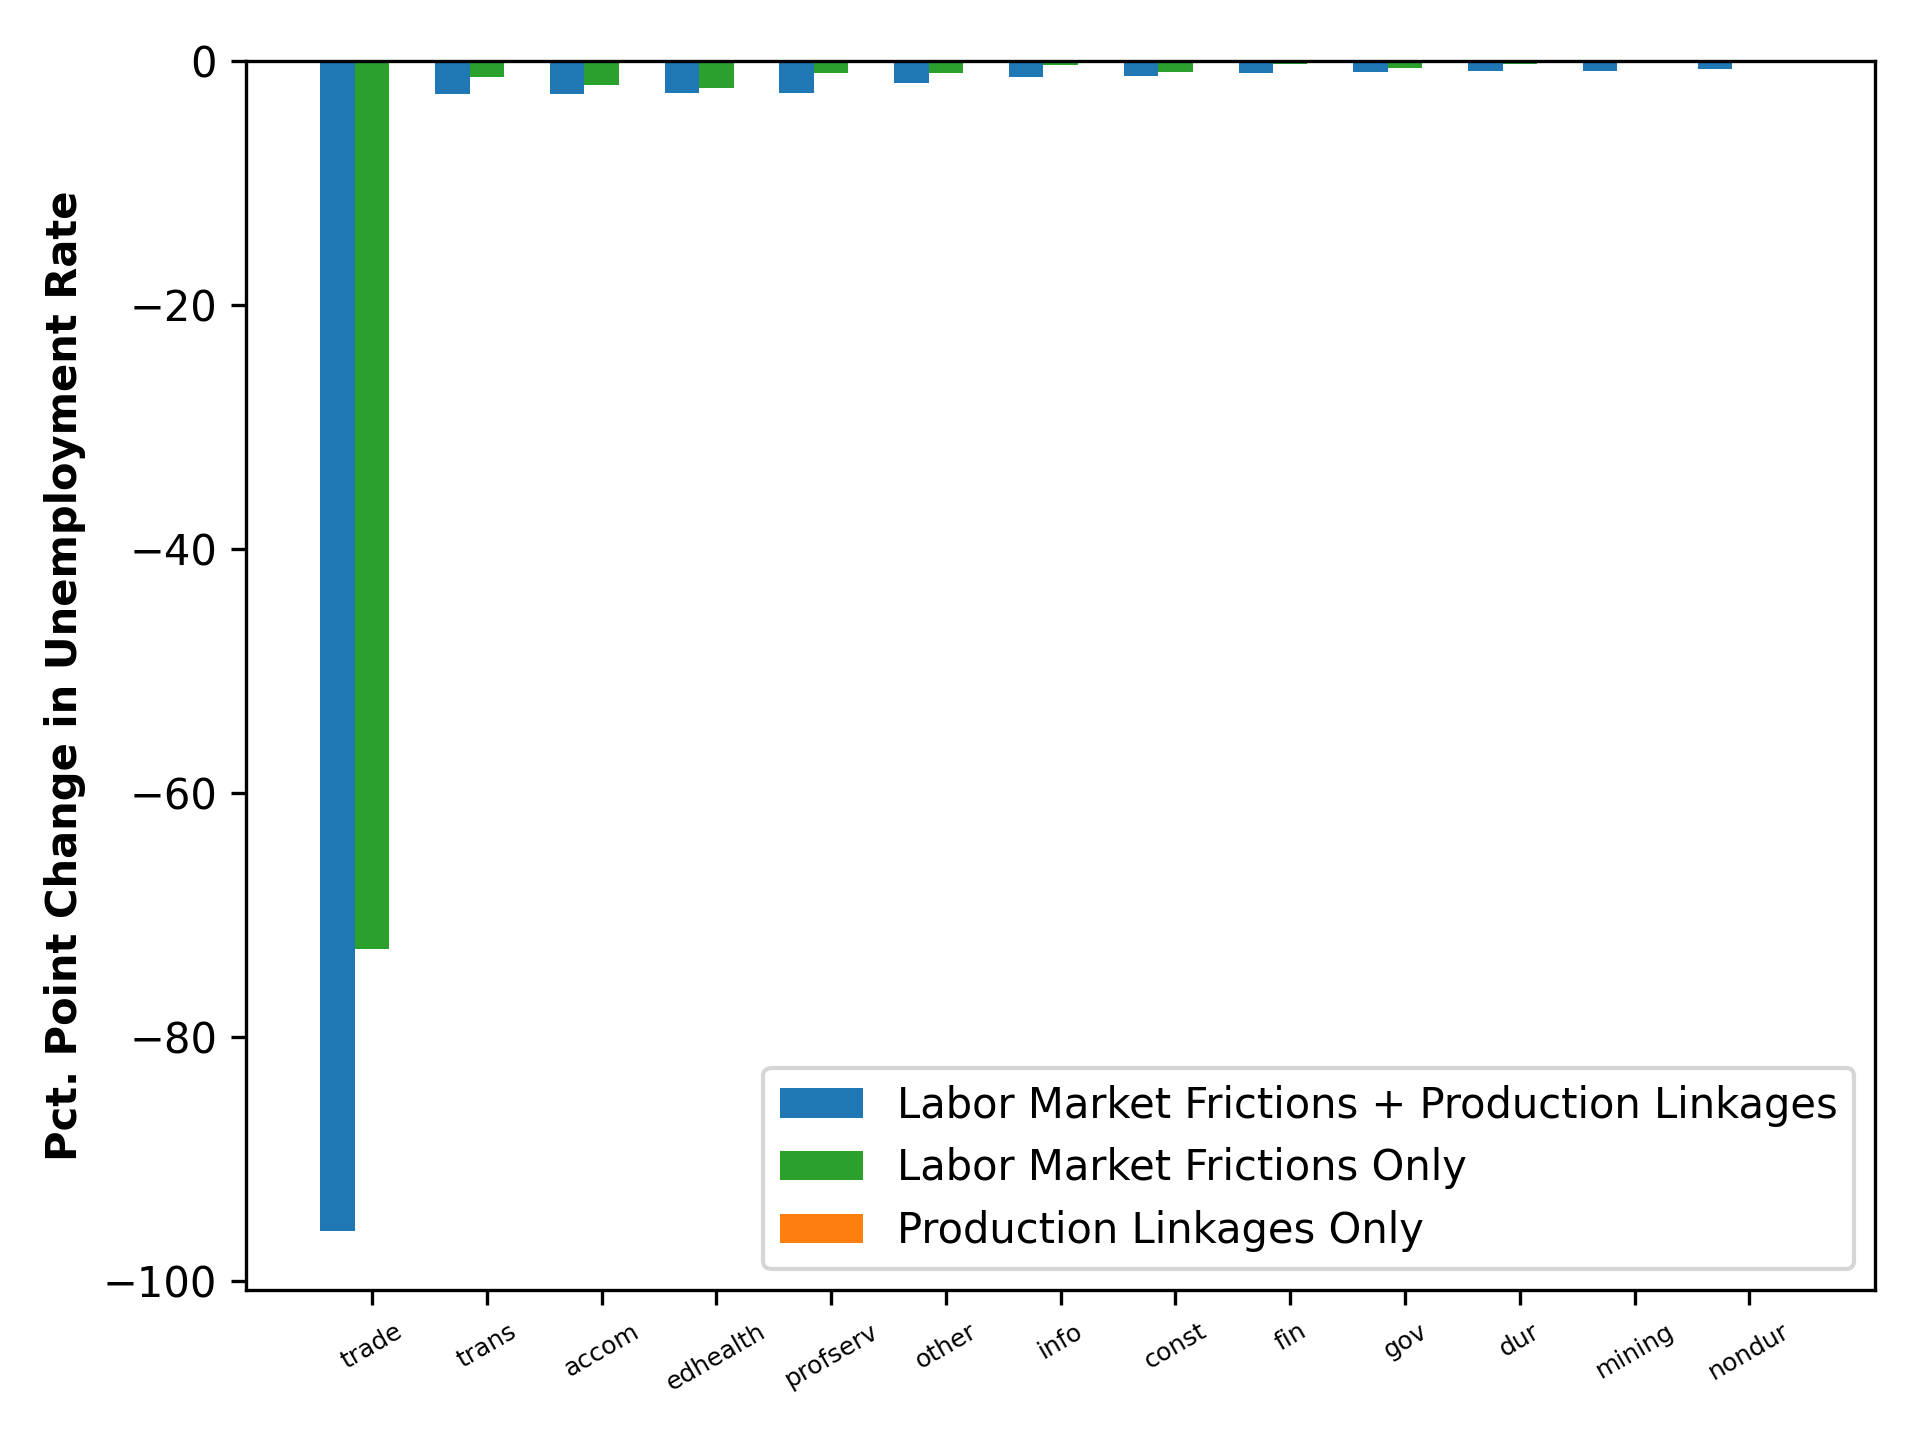 Pct. Point Change in Unemployment Rate
0
−20
−40
−60
−80
−100
Labor Market Frictions + Production Linkages
Labor Market Frictions Only
Production Linkages Only
trade trans accom edhealth profserv other info const fin gov dur mining nondur